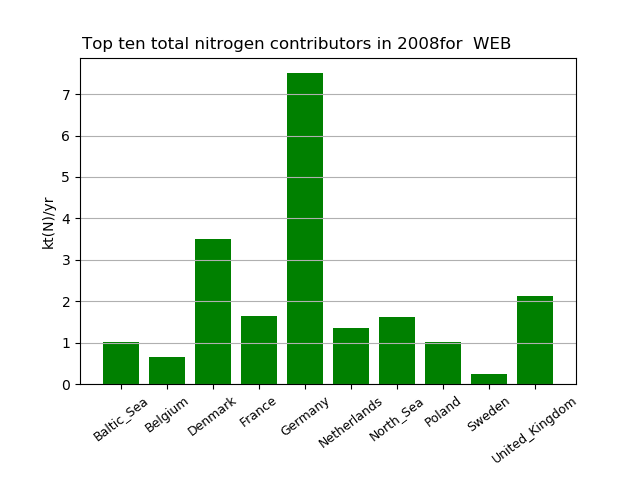 Top ten total nitrogen contributors in 2008for  WEB
kt(N)/yr
7
6
5
4
3
2
1
0
Baltic_Sea
Belgium
Denmark
France
Germany
Netherlands
North_Sea
Poland
Sweden
United_Kingdom